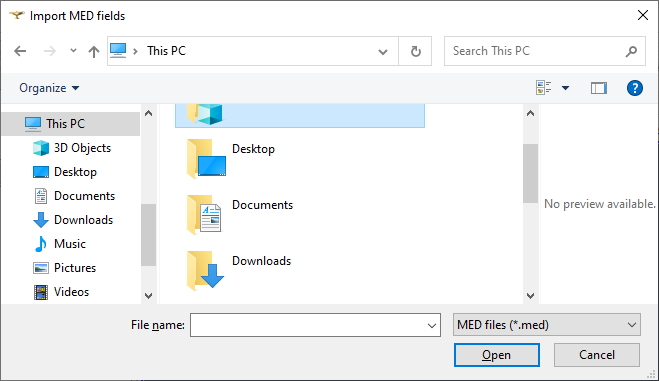 Import MED fields
This PC
Search This PC
Organize
This PC
3D Objects
Desktop
Documents
Downloads
Music
Pictures
Videos
Desktop
Documents
Downloads
No preview available.
File name:
MED files (*.med)
Open
Cancel